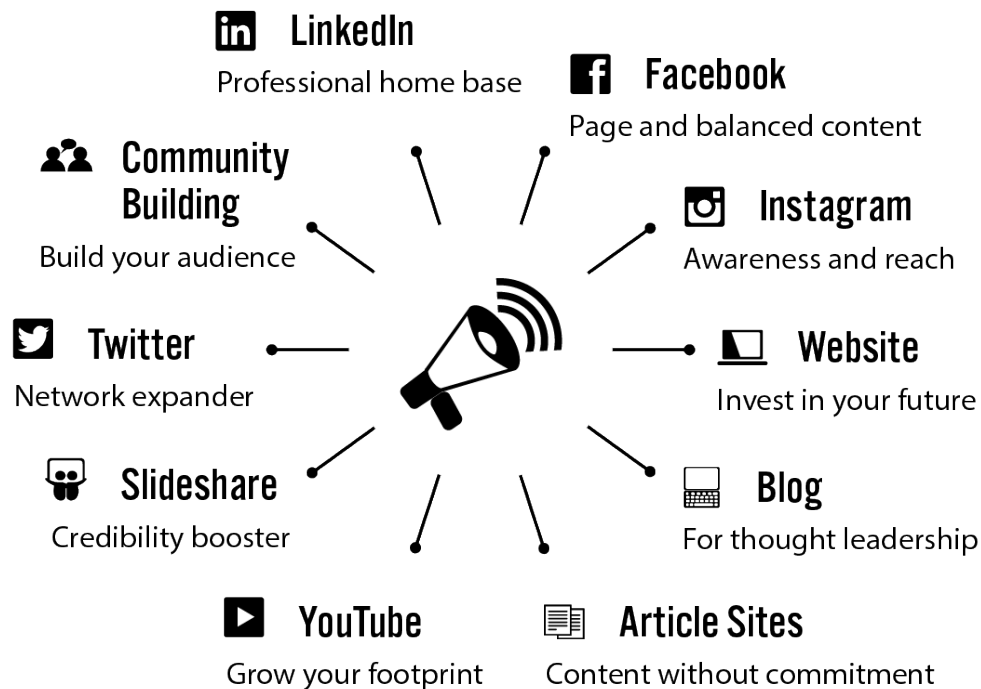 in LinkedIn
Professional home base
f Facebook
Page and balanced content
Community
Building
Build your audience
Instagram
Awareness and reach
Twitter
Network expander
Website
Invest in your future
Slideshare
Credibility booster
Blog
For thought leadership
YouTube
Grow your footprint
Article Sites
Content without commitment